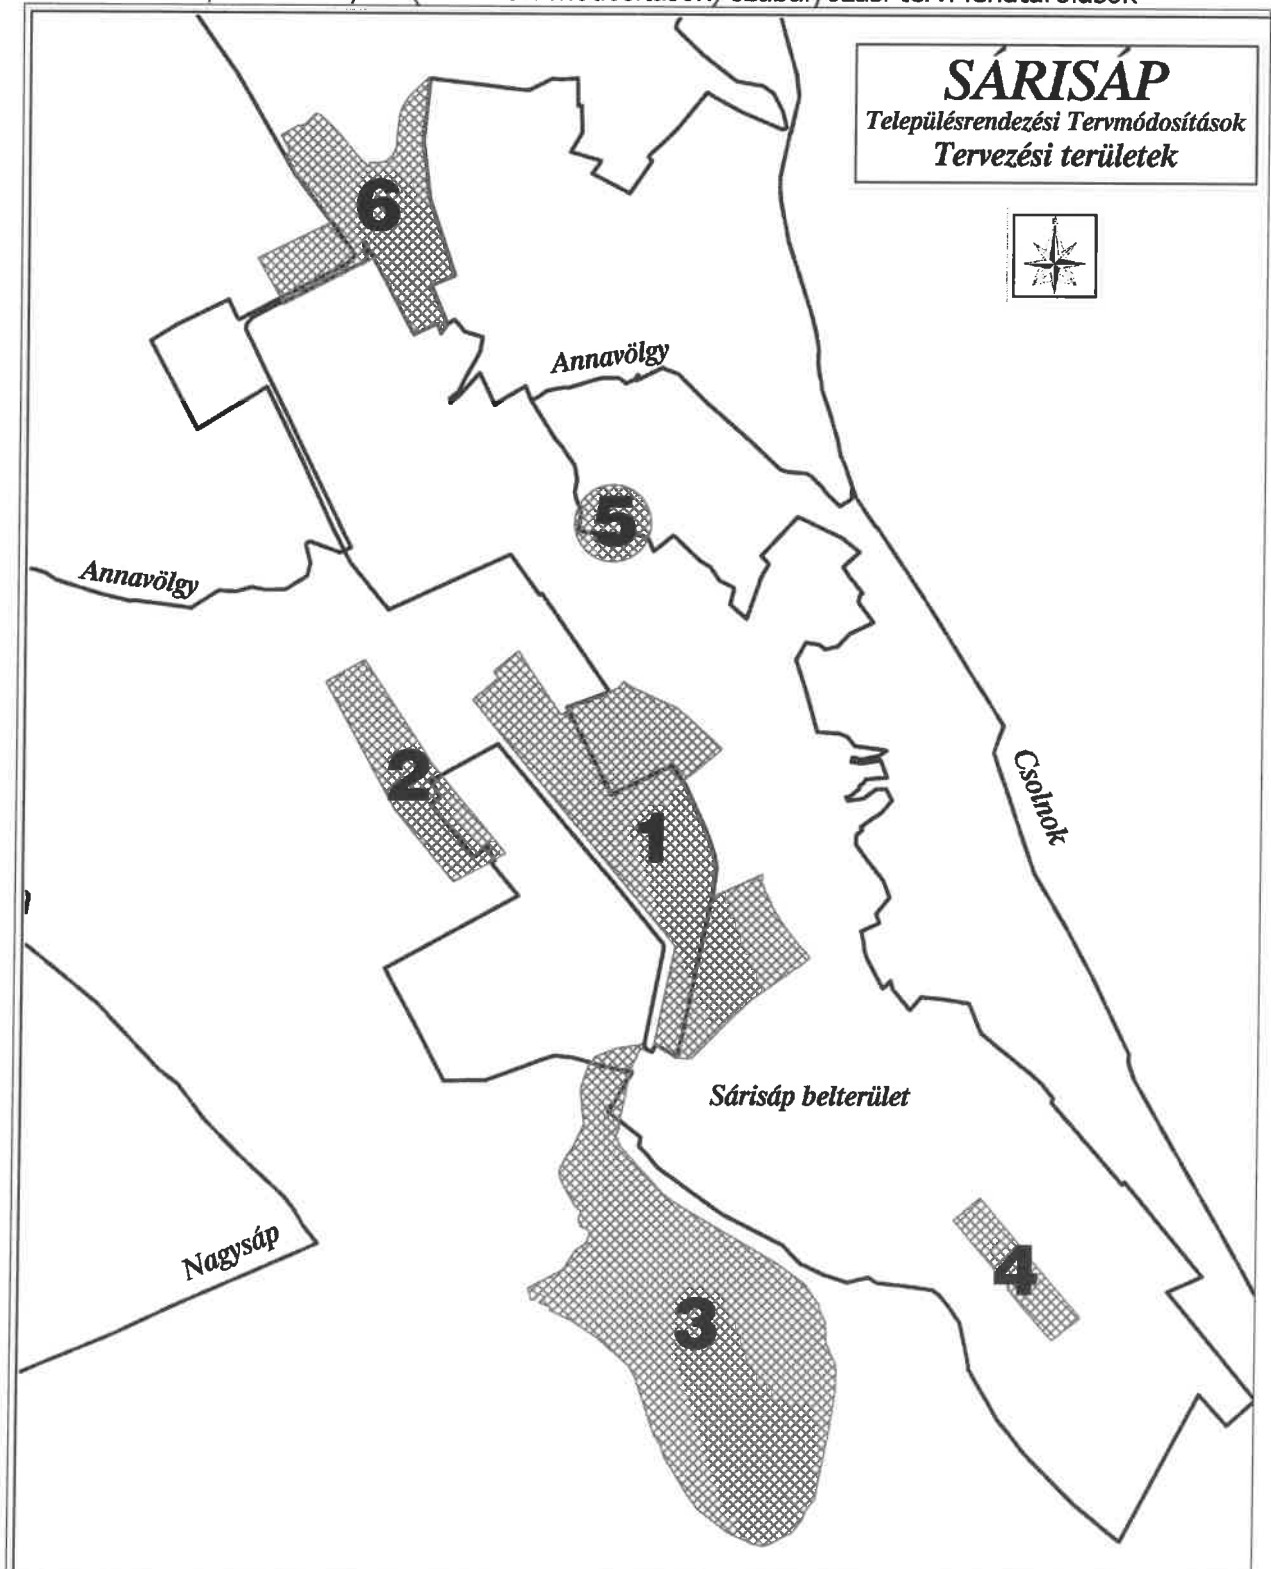 SÁRISÁP
Településrendezési Tervmódosítások
Tervezési területek
6
Annavölgy
5
Annavölgy
2
1
Csolnok
Sárisáp belterület
Nagysáp
4
3